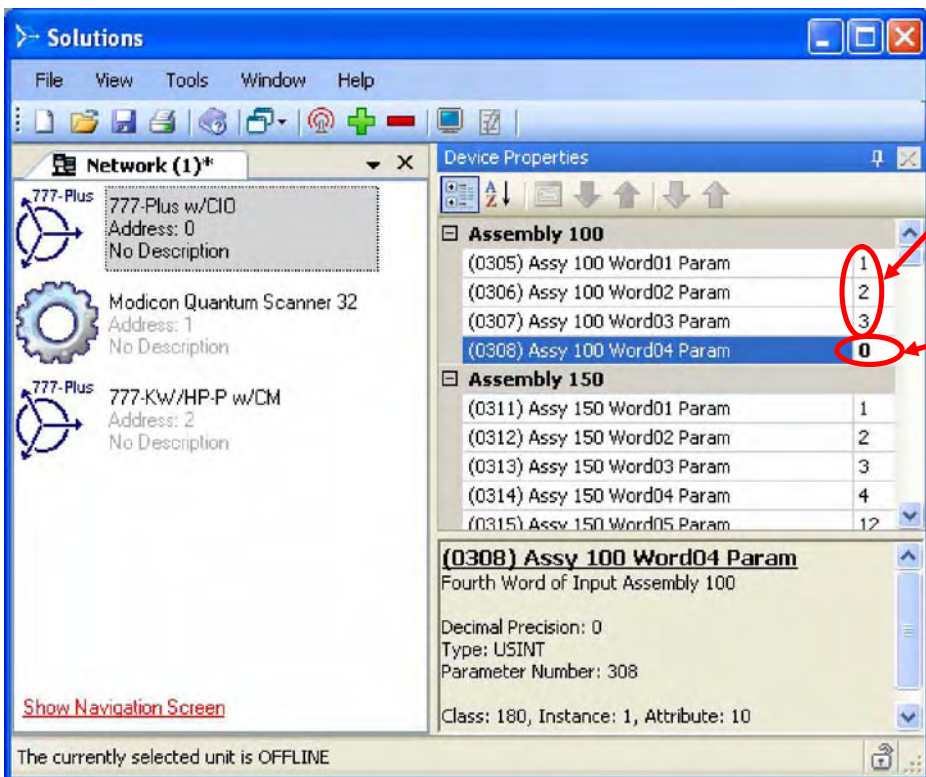 Solutions
File View Tools Window Help
Network (1)*
777-Plus
777-Plus w/CIO
Address: 0
No Description
Modicon Quantum Scanner 32
Address: 1
No Description
777-Plus
777-KW/HP-P w/CM
Address: 2
No Description
Show Navigation Screen
Device Properties
Assembly 100
(0305) Assy 100 Word01 Param 1
(0306) Assy 100 Word02 Param 2
(0307) Assy 100 Word03 Param 3
(0308) Assy 100 Word04 Param 0
Assembly 150
(0311) Assy 150 Word01 Param 1
(0312) Assy 150 Word02 Param 2
(0313) Assy 150 Word03 Param 3
(0314) Assy 150 Word04 Param 4
(0315) Assy 150 Word05 Param 12
(0308) Assy 100 Word04 Param
Fourth Word of Input Assembly 100
Decimal Precision: 0
Type: USINT
Parameter Number: 308
Class: 180, Instance: 1, Attribute: 10
The currently selected unit is OFFLINE